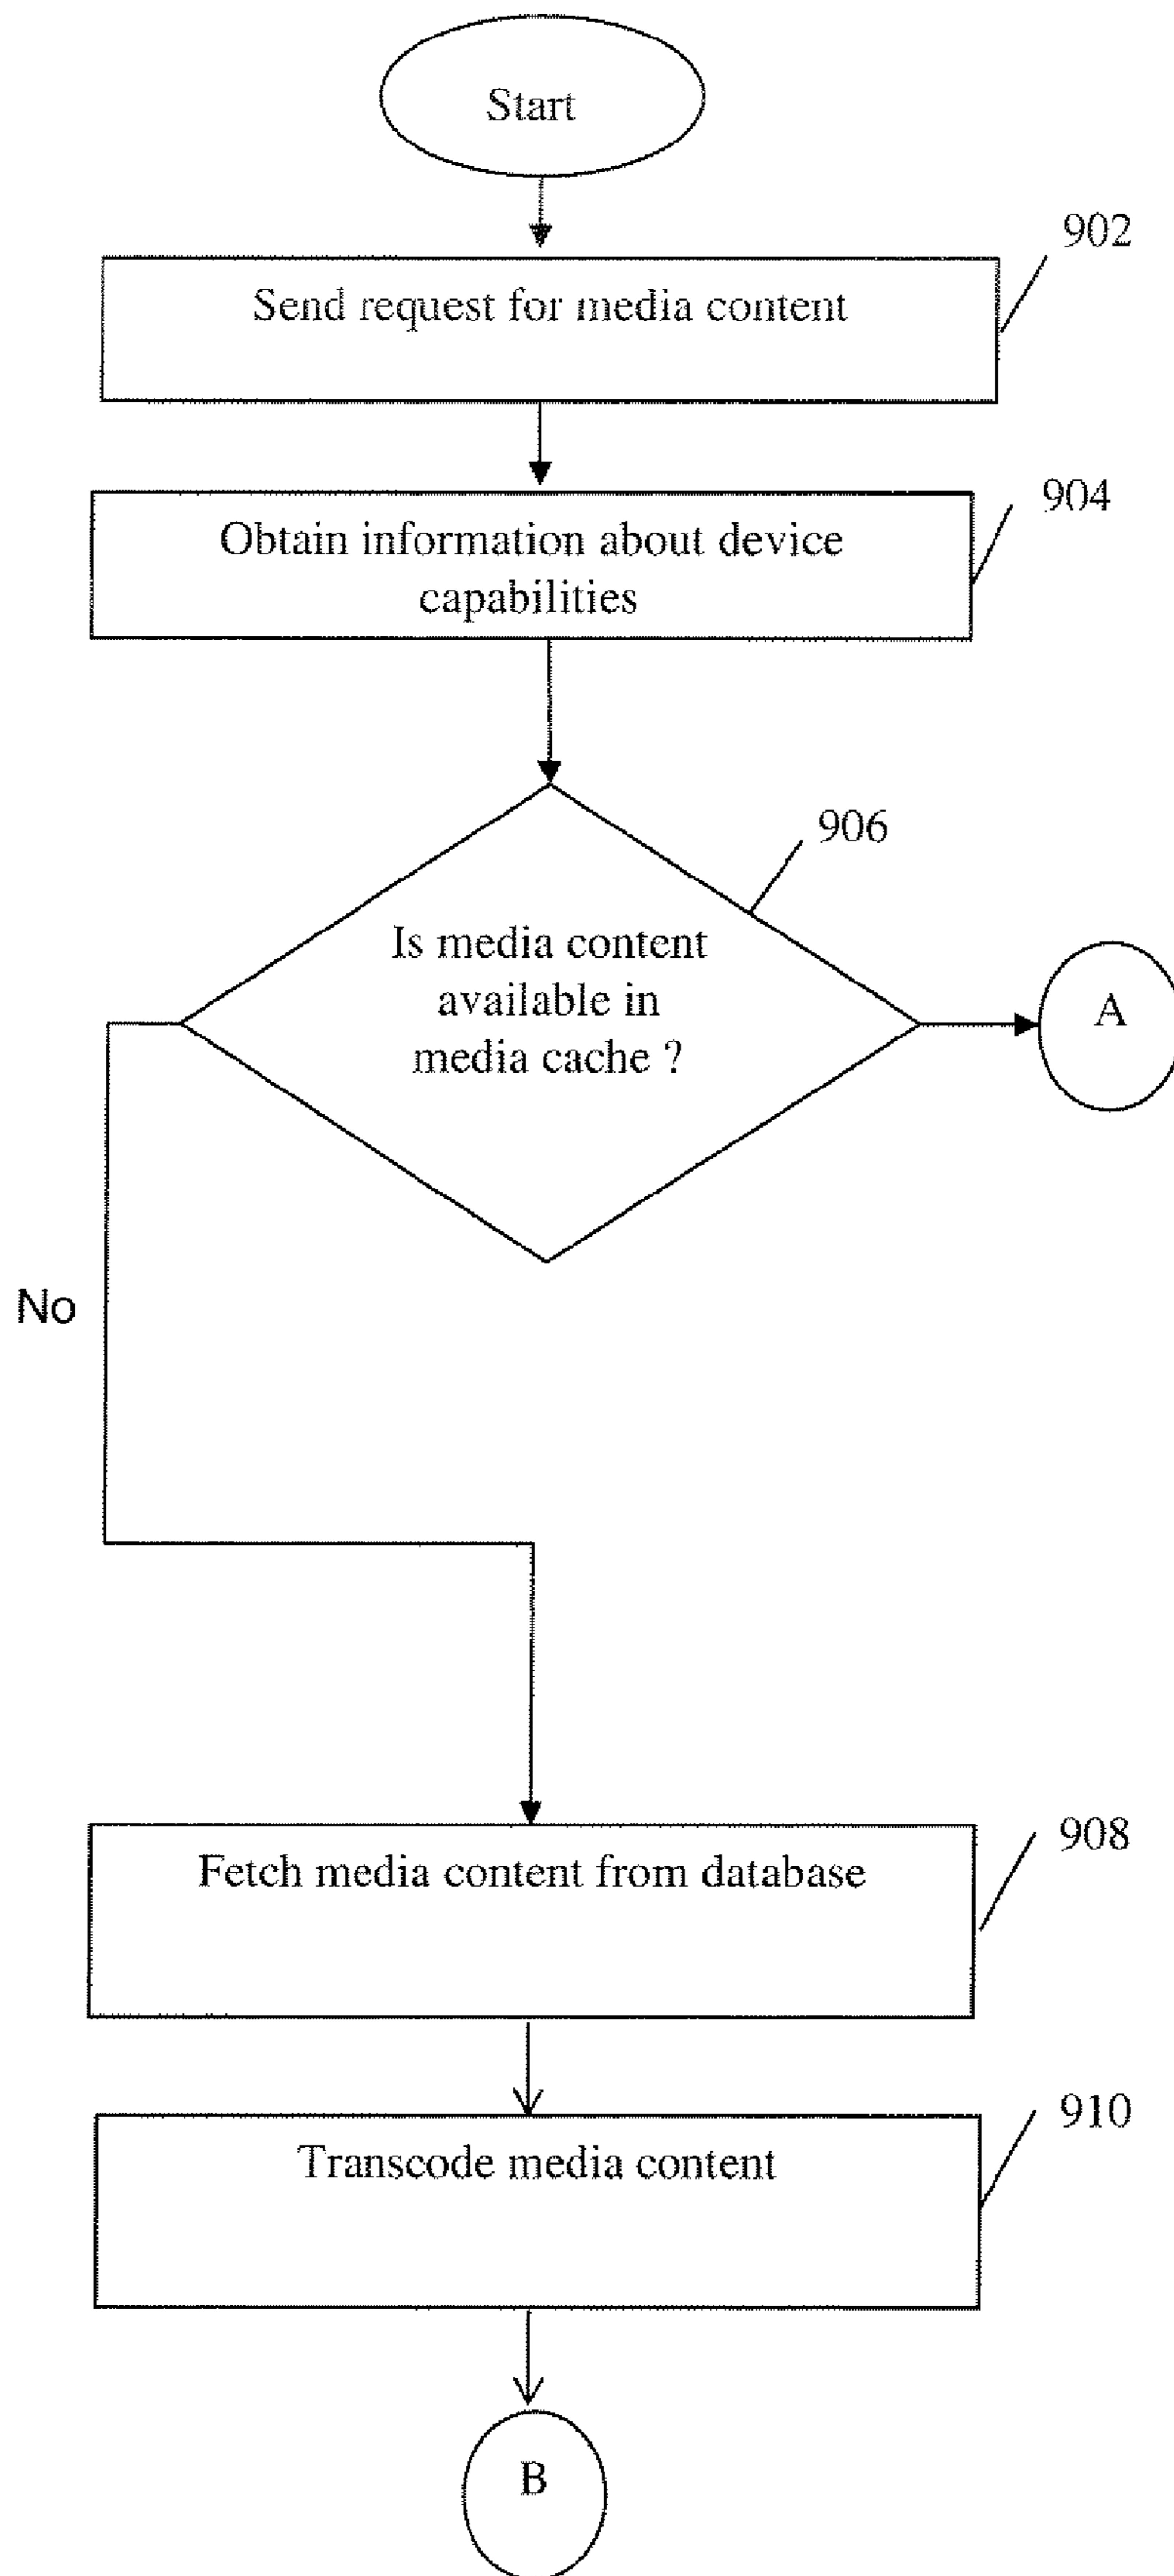 Start
902
Send request for media content
904
Obtain information about device
capabilities
906
Is media content
available in
media cache ?
A
No
908
Fetch media content from database
910
Transcode media content
B